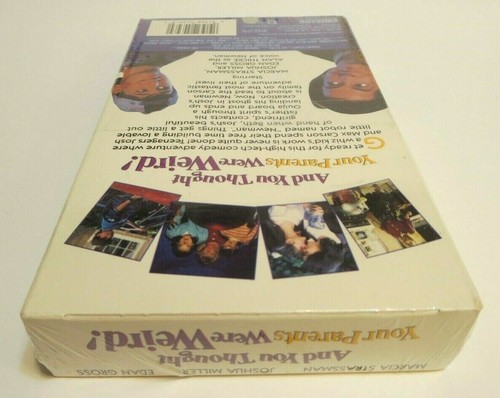 MARCIA STRASSMAN JOSHUA MILLER EDAN GROSS
And You Thought
Your Parents Were Weird!
And You Thought
Your Parents Were Weird!
Get ready for this high-tech comedy adventure where
a whiz kid's work is never quite done! Teenagers Josh
and Max Carson spend their free time building a lovable
little robot named "Newman". Things get a little out
of hand when Beth, Josh's beautiful
girlfriend, contacts his
father's spirit through a
Ouija board and ends up
landing his ghost in Josh's
creation. Now, Newman
is about to lead the Carson
family on the most fantastic
adventure of their lives!
Starring
MARCIA STRASSMAN,
JOSHUA MILLER,
EDAN GROSS and
ALAN THICKE as the
voice of Newman.